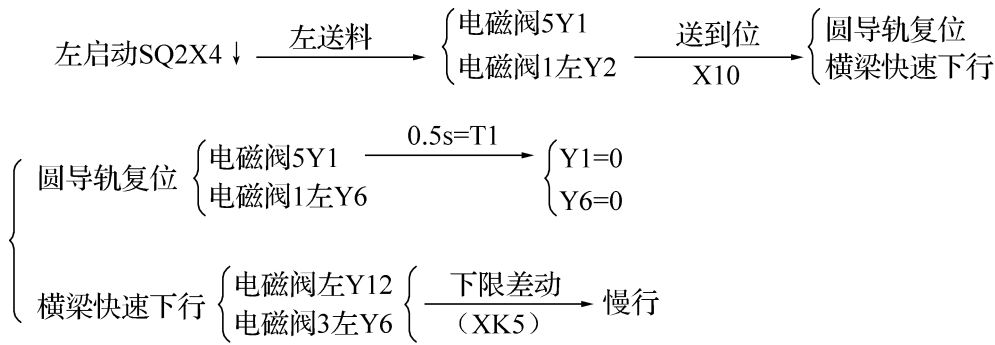 左启动SQ2X4↓ 左送料 电磁阀5Y1 电磁阀1左Y2 送到位 X10 圆导轨复位 横梁快速下行
圆导轨复位 电磁阀5Y1 电磁阀1左Y6 0.5s=T1 Y1=0 Y6=0
横梁快速下行 电磁阀左Y12 电磁阀3左Y6 下限差动 （XK5） 慢行